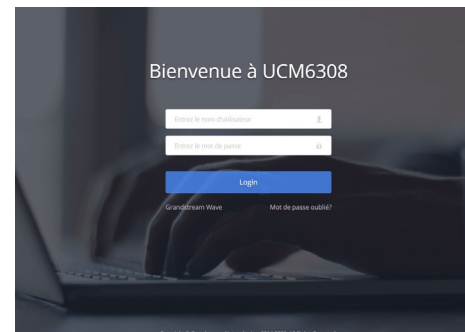 Bienvenue à UCM6308
Entrez le nom d'utilisateur
Entrez le mot de passe
Login
Grandstream Wave Mot de passe oublié?